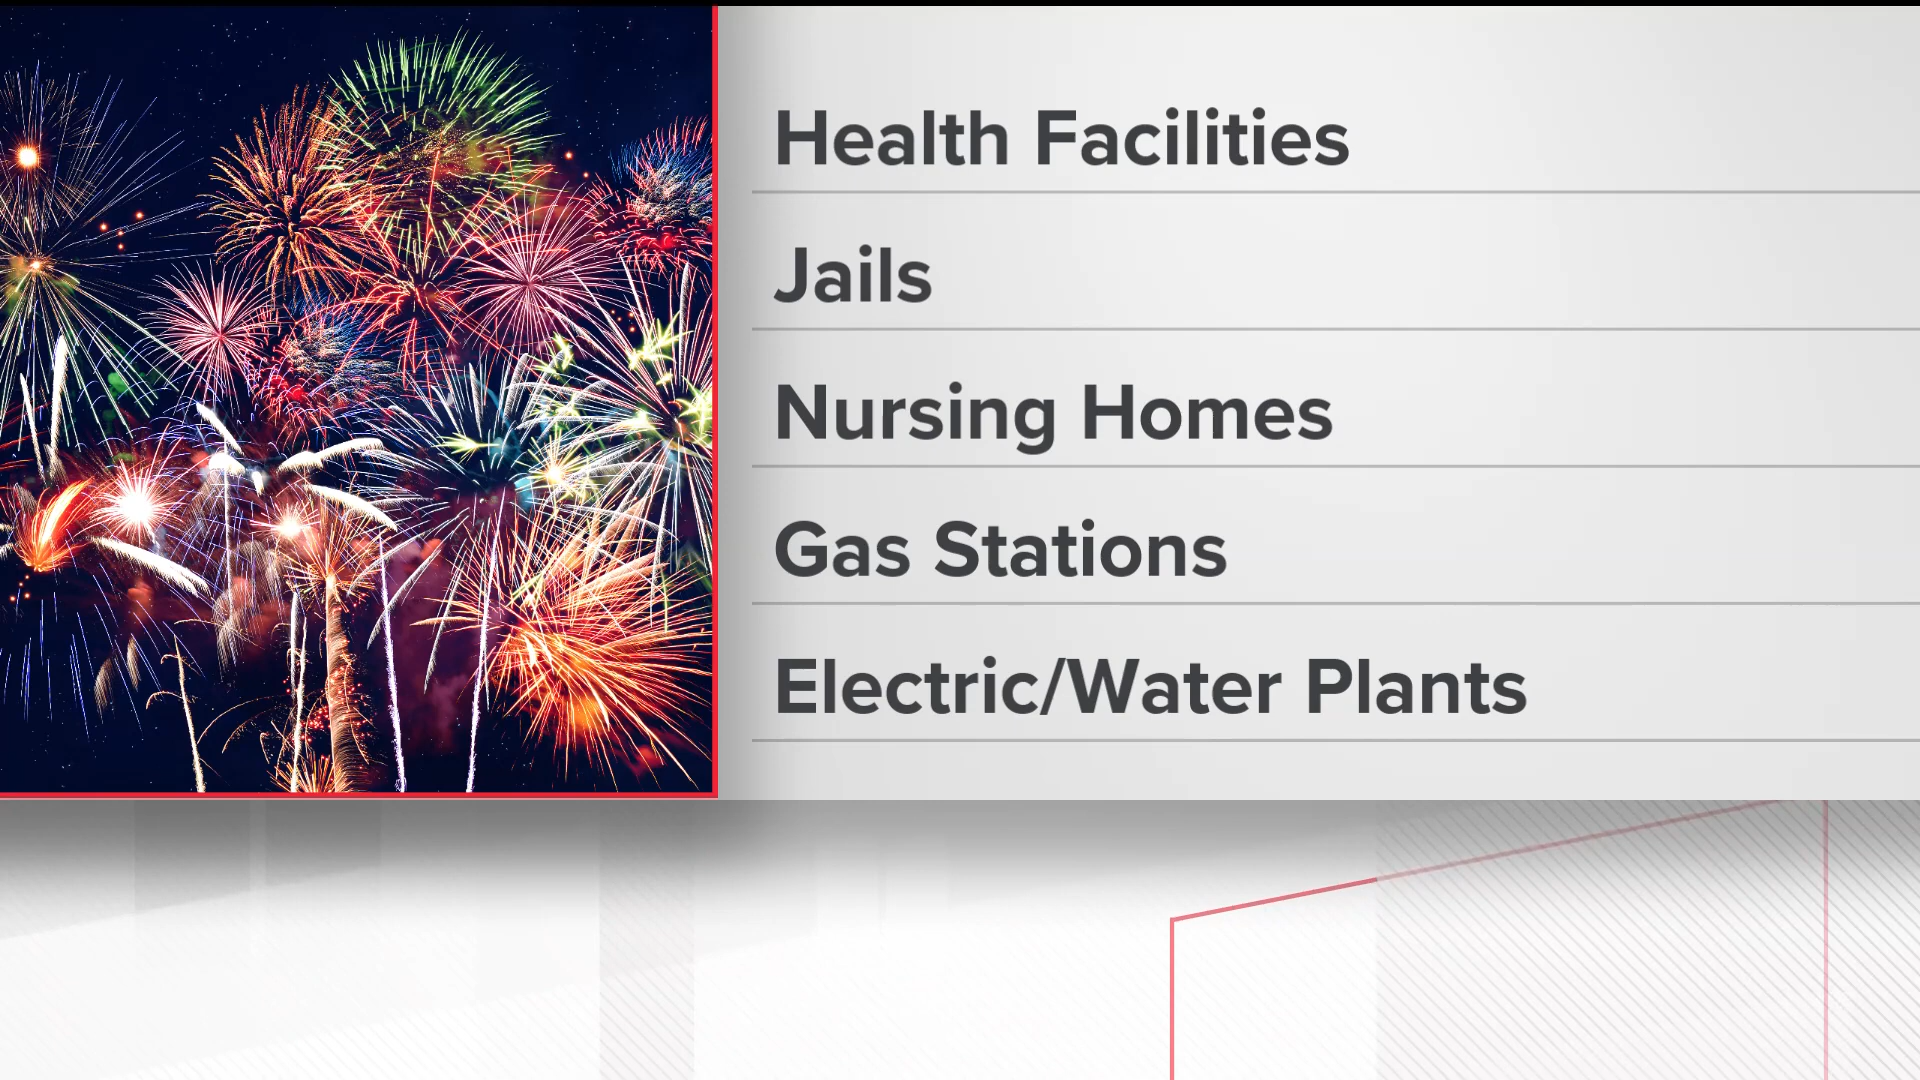 Health Facilities
Jails
Nursing Homes
Gas Stations
Electric/Water Plants